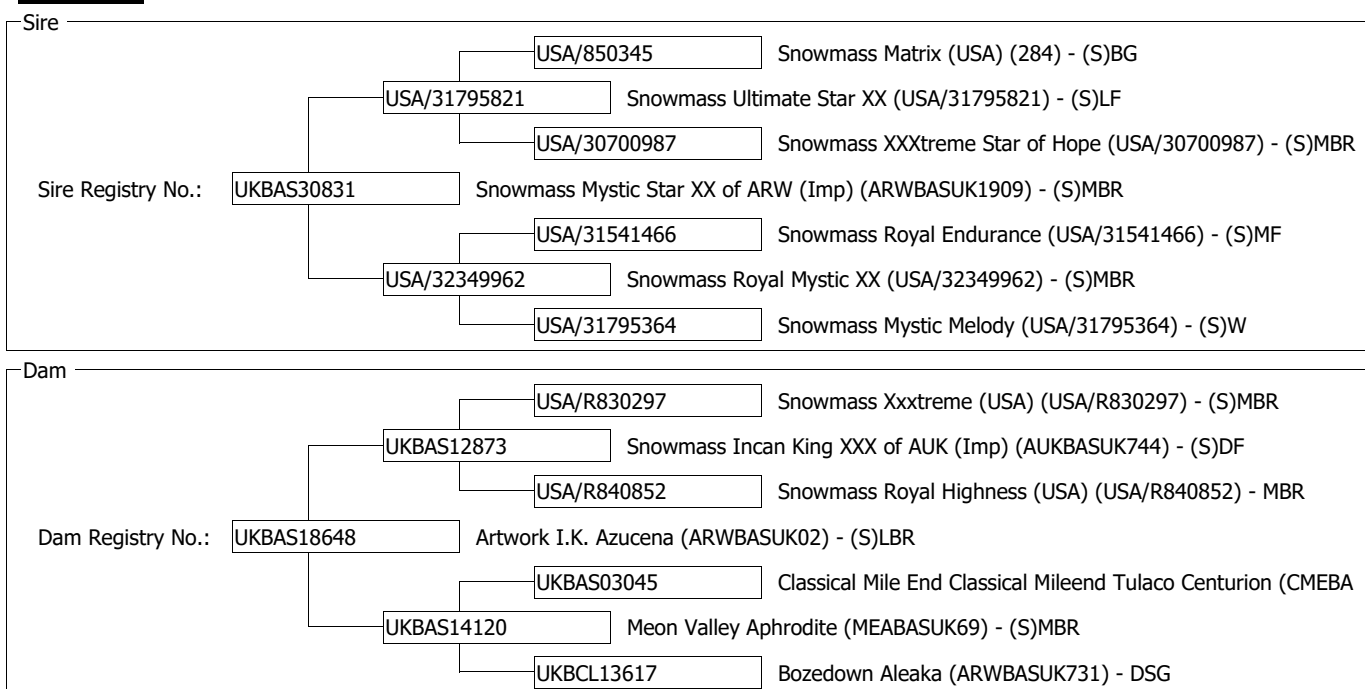 Sire
USA/850345 Snowmass Matrix (USA) (284) - (S)BG
USA/31795821 Snowmass Ultimate Star XX (USA/31795821) - (S)LF
USA/30700987 Snowmass XXXtreme Star of Hope (USA/30700987) - (S)MBR
Sire Registry No.: UKBAS30831 Snowmass Mystic Star XX of ARW (Imp) (ARWBASUK1909) - (S)MBR
USA/31541466 Snowmass Royal Endurance (USA/31541466) - (S)MF
USA/32349962 Snowmass Royal Mystic XX (USA/32349962) - (S)MBR
USA/31795364 Snowmass Mystic Melody (USA/31795364) - (S)W
Dam
USA/R830297 Snowmass Xxxtreme (USA) (USA/R830297) - (S)MBR
UKBAS12873 Snowmass Incan King XXX of AUK (Imp) (AUKBASUK744) - (S)DF
USA/R840852 Snowmass Royal Highness (USA) (USA/R840852) - MBR
Dam Registry No.: UKBAS18648 Artwork I.K. Azucena (ARWBASUK02) - (S)LBR
UKBAS03045 Classical Mile End Classical Mileend Tulaco Centurion (CMEBA
UKBAS14120 Meon Valley Aphrodite (MEABASUK69) - (S)MBR
UKBCL13617 Bozedown Aleaka (ARWBASUK731) - DSG